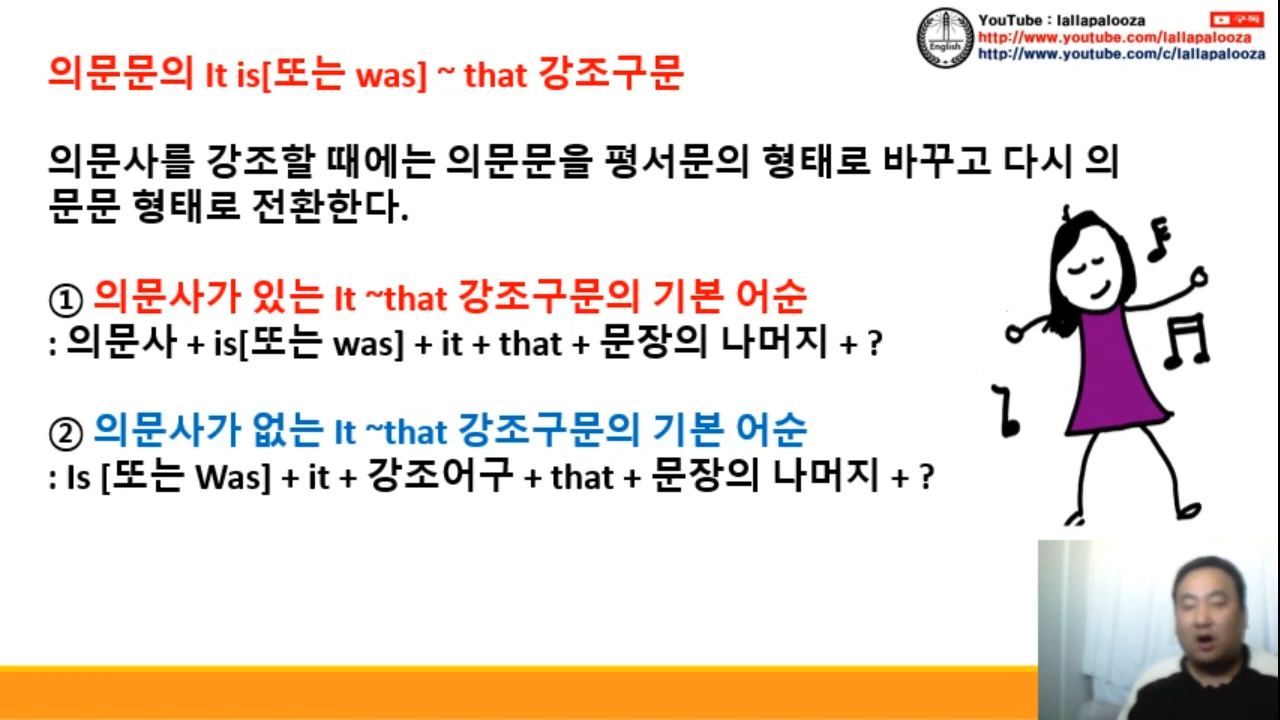 YouTube : lallapalooza
구독
http://www.youtube.com/lallapalooza
English
http://www.youtube.com/c/lallapalooza
의문문의 It is[또는 was] ~ that 강조구문
의문사를 강조할 때에는 의문문을 평서문의 형태로 바꾸고 다시 의
문문 형태로 전환한다.
① 의문사가 있는 It ~that 강조구문의 기본 어순
: 의문사 + is[또는 was] + it + that + 문장의 나머지 + ?
② 의문사가 없는 It ~that 강조구문의 기본 어순
: Is [또는 Was] + it + 강조어구 + that + 문장의 나머지 + ?